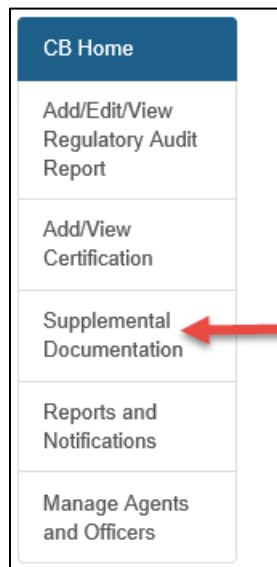 CB Home
Add/Edit/View
Regulatory Audit
Report
Add/View
Certification
Supplemental
Documentation
Reports and
Notifications
Manage Agents
and Officers